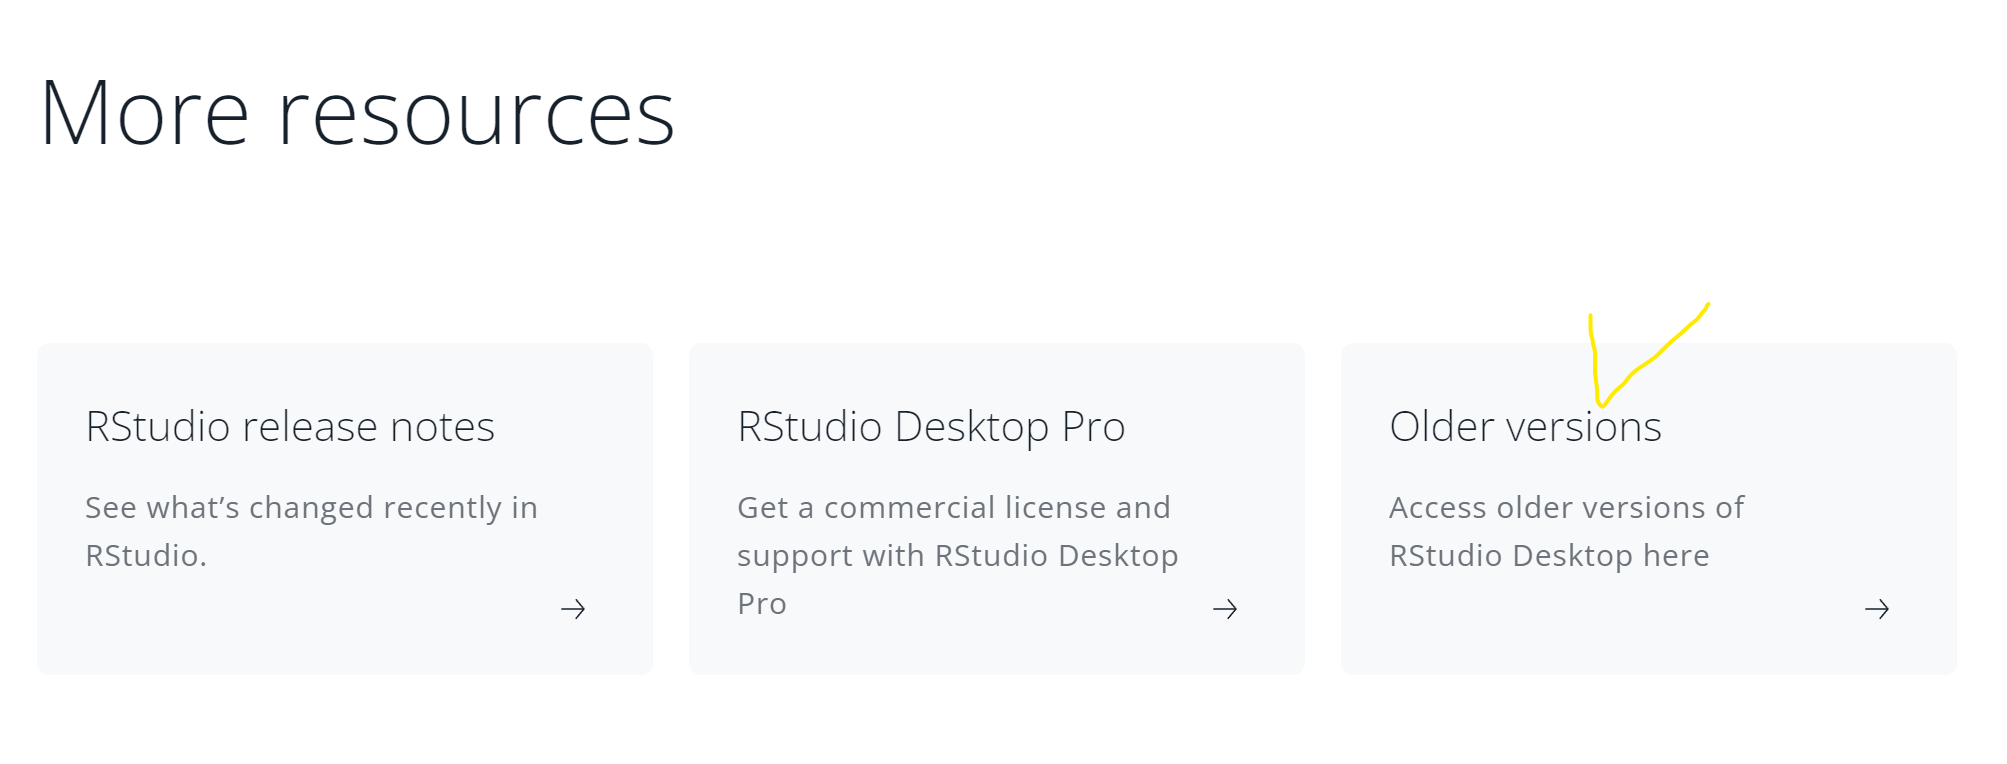 More resources
RStudio release notes
See what’s changed recently in
RStudio.
RStudio Desktop Pro
Get a commercial license and
support with RStudio Desktop
Pro
Older versions
Access older versions of
RStudio Desktop here